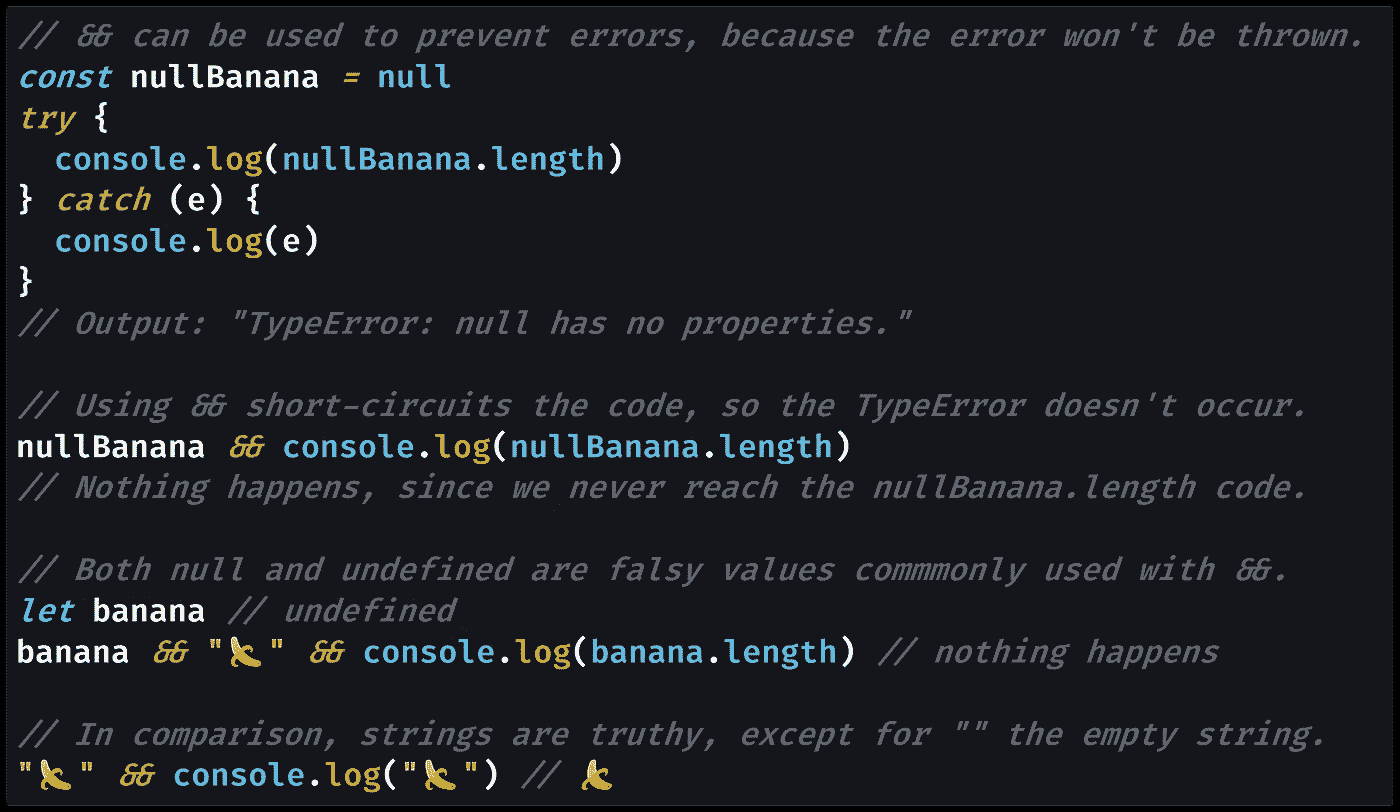 // && can be used to prevent errors, because the error won't be thrown.
const nullBanana = null
try {
  console.log(nullBanana.length)
} catch (e) {
  console.log(e)
}
// Output: "TypeError: null has no properties."
// Using && short-circuits the code, so the TypeError doesn't occur.
nullBanana && console.log(nullBanana.length)
// Nothing happens, since we never reach the nullBanana.length code.
// Both null and undefined are falsy values commmonly used with &&.
let banana // undefined
banana && "🍌" && console.log(banana.length) // nothing happens
// In comparison, strings are truthy, except for "" the empty string.
"🍌" && console.log("🍌") // 🍌